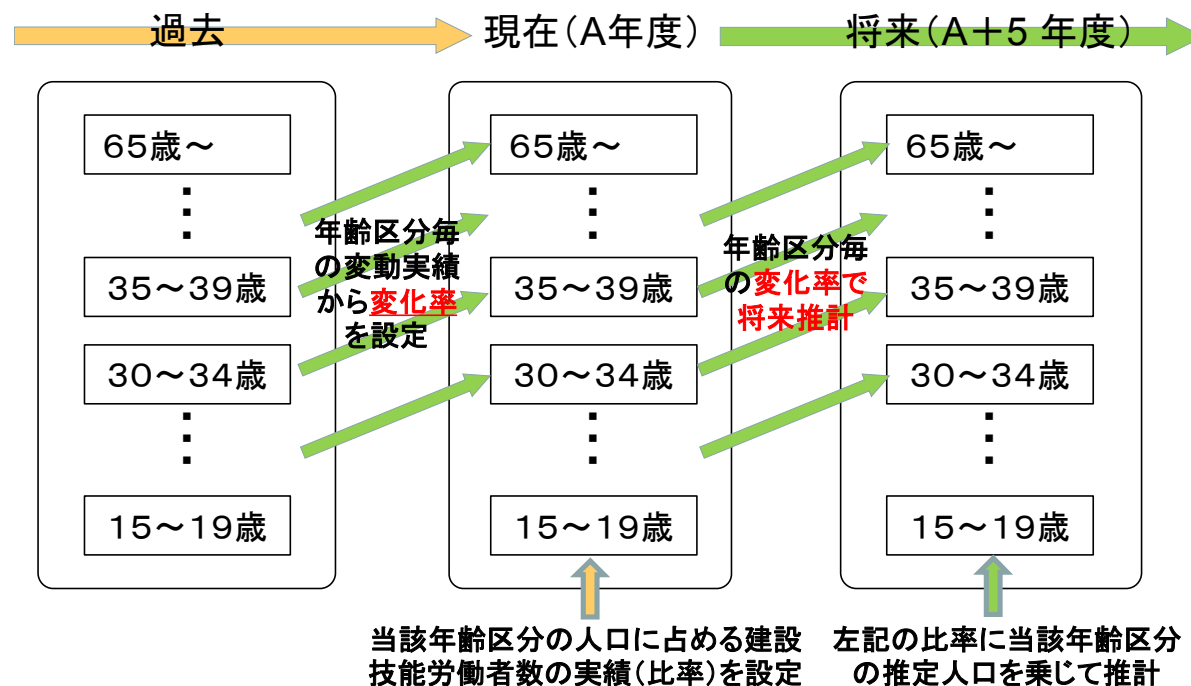 過去
現在(A年度)
将来(A+5 年度)
65歳~
35~39歳
30~34歳
15~19歳
年齢区分毎
の変動実績
から変化率
を設定
65歳~
35~39歳
30~34歳
15~19歳
年齢区分毎
の変化率で
将来推計
65歳~
35~39歳
30~34歳
15~19歳
当該年齢区分の人口に占める建設
技能労働者数の実績(比率)を設定
左記の比率に当該年齢区分
の推定人口を乗じて推計